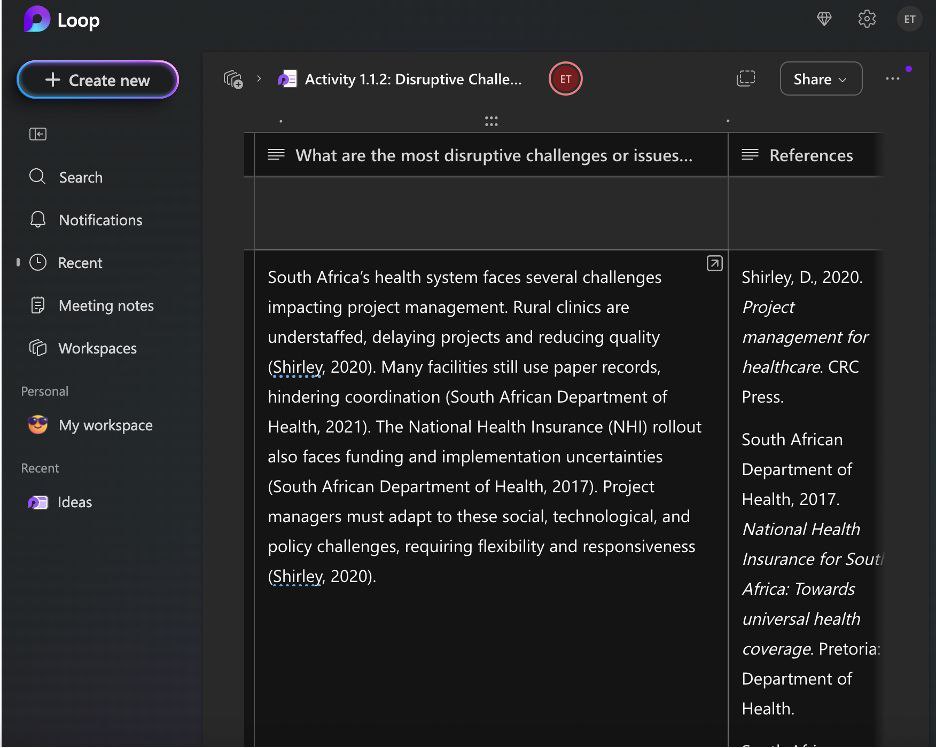 Loop
ET
Create new
Activity 1.1.2: Disruptive Challe...
ET
Share
Search
Notifications
Recent
Meeting notes
Workspaces
Personal
My workspace
Recent
Ideas
What are the most disruptive challenges or issues...
References
South Africa's health system faces several challenges
impacting project management. Rural clinics are
understaffed, delaying projects and reducing quality
(Shirley, 2020). Many facilities still use paper records,
hindering coordination (South African Department of
Health, 2021). The National Health Insurance (NHI) rollout
also faces funding and implementation uncertainties
(South African Department of Health, 2017). Project
managers must adapt to these social, technological, and
policy challenges, requiring flexibility and responsiveness
(Shirley, 2020).
Shirley, D., 2020.
Project
management for
healthcare. CRC
Press.
South African
Department of
Health, 2017.
National Health
Insurance for South
Africa: Towards
universal health
coverage. Pretoria:
Department of
Health.